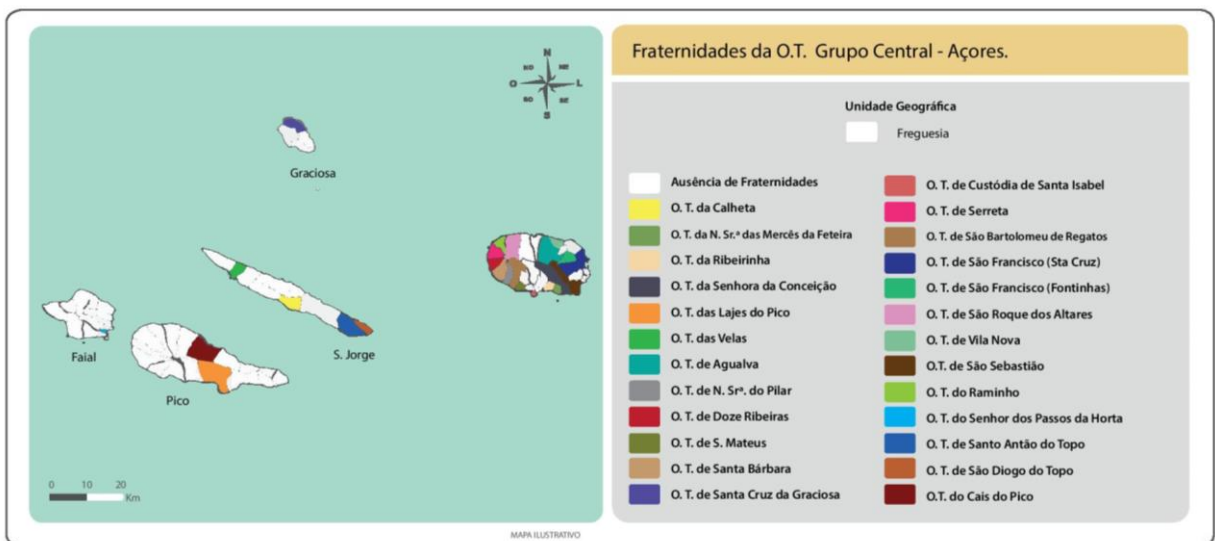 N
NO
NE
O
L
SO
SE
S
Graciosa
S. Jorge
Faial
Pico
0 10 20
Km
MAPA ILUSTRATIVO
Fraternidades da O.T. Grupo Central - Açores.
Unidade Geográfica
Freguesia
Ausência de Fraternidades
O. T. da Calheta
O. T. da N. Sr.ª das Mercês da Feteira
O. T. da Ribeirinha
O. T. da Senhora da Conceição
O. T. das Lajes do Pico
O. T. das Velas
O. T. de Agualva
O. T. de N. Srª. do Pilar
O. T. de Doze Ribeiras
O. T. de S. Mateus
O. T. de Santa Bárbara
O. T. de Santa Cruz da Graciosa
O. T. de Custódia de Santa Isabel
O. T. de Serreta
O. T. de São Bartolomeu de Regatos
O. T. de São Francisco (Sta Cruz)
O. T. de São Francisco (Fontinhas)
O. T. de São Roque dos Altares
O. T. de Vila Nova
O.T. de São Sebastião
O. T. do Raminho
O. T. do Senhor dos Passos da Horta
O. T. de Santo Antão do Topo
O. T. de São Diogo do Topo
O.T. do Cais do Pico